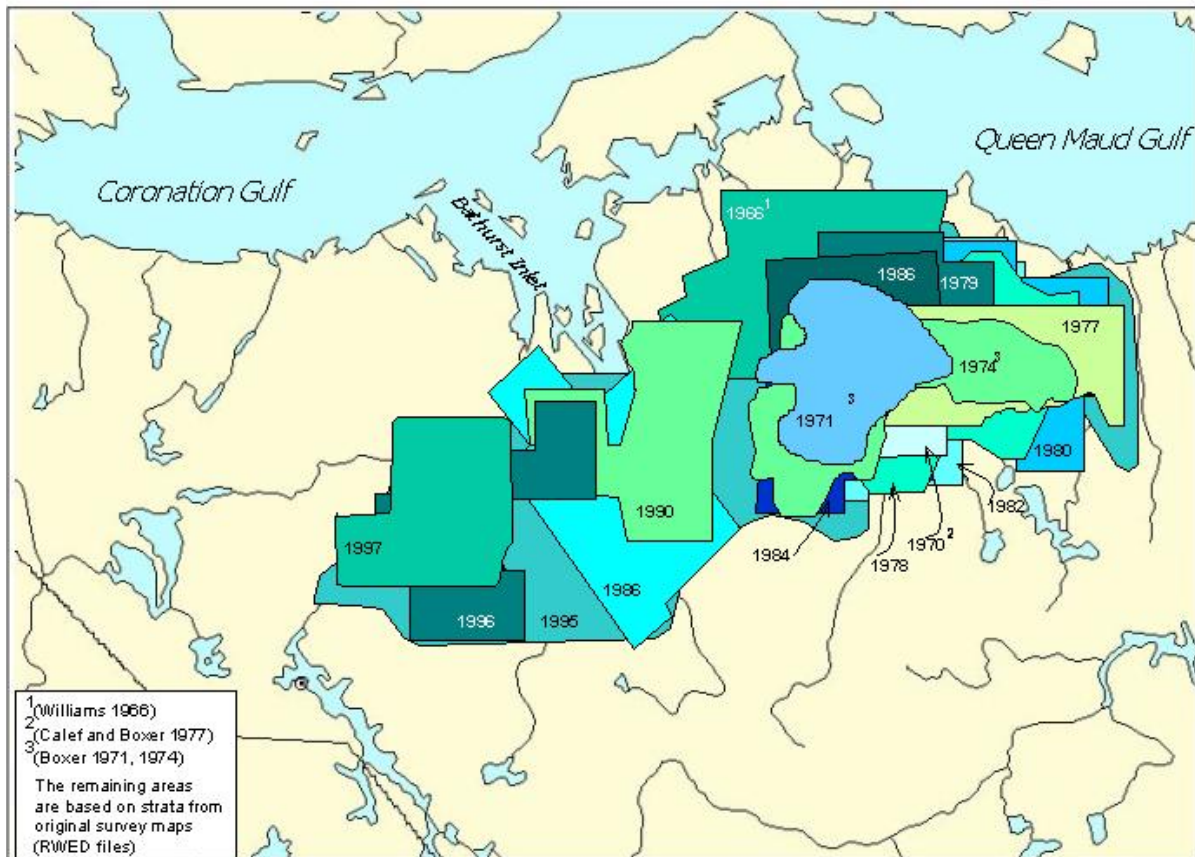 Queen Maud Gulf
Coronation Gulf
Bathurst Inlet
1966¹
1986
1979
1977
1974³
3
1971
1980
1982
1970²
1978
1984
1990
1997
1986
1996
1995
¹(Williams 1966)
²(Calef and Boxer 1977)
³(Boxer 1971, 1974)
The remaining areas
are based on strata from
original survey maps
(RWED files)